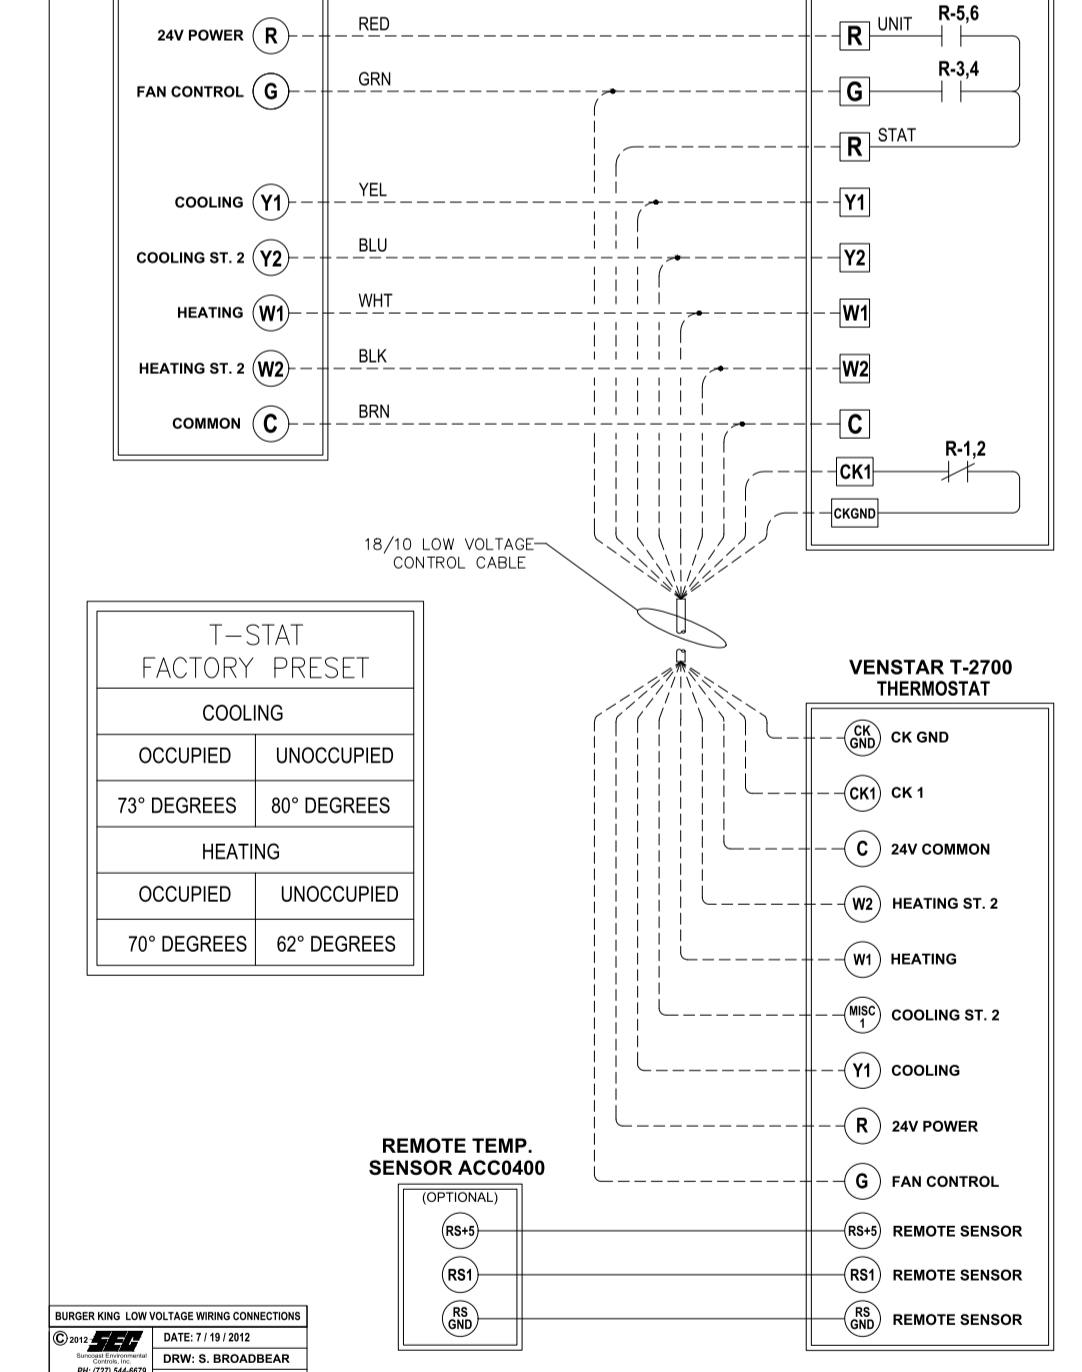 24V POWER R RED R UNIT R-5,6
FAN CONTROL G GRN G R-3,4
R STAT
COOLING Y1 YEL Y1
COOLING ST. 2 Y2 BLU Y2
HEATING W1 WHT W1
HEATING ST. 2 W2 BLK W2
COMMON C BRN C
CK1 R-1,2
CKGND
18/10 LOW VOLTAGE
CONTROL CABLE
T-STAT
FACTORY PRESET
COOLING
OCCUPIED UNOCCUPIED
73° DEGREES 80° DEGREES
HEATING
OCCUPIED UNOCCUPIED
70° DEGREES 62° DEGREES
VENSTAR T-2700
THERMOSTAT
CK
GND CK GND
CK1 CK 1
C 24V COMMON
W2 HEATING ST. 2
W1 HEATING
MISC
1 COOLING ST. 2
Y1 COOLING
R 24V POWER
G FAN CONTROL
RS+5 REMOTE SENSOR
RS1 REMOTE SENSOR
RS
GND REMOTE SENSOR
REMOTE TEMP.
SENSOR ACC0400
(OPTIONAL)
RS+5
RS1
RS
GND
BURGER KING LOW VOLTAGE WIRING CONNECTIONS
© 2012 SEC
Suncoast Environmental
Controls, Inc.
PH: (727) 544-6679
DATE: 7 / 19 / 2012
DRW: S. BROADBEAR